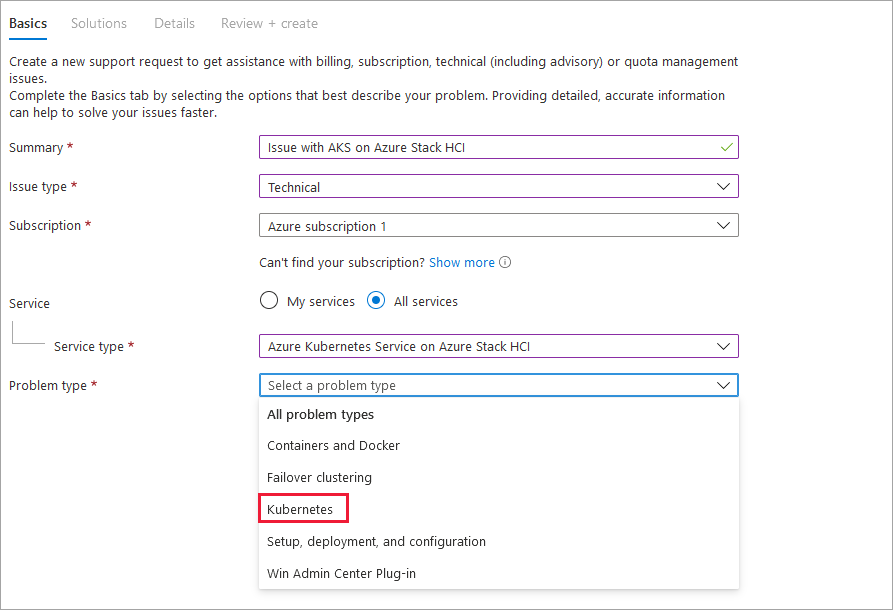 Basics Solutions Details Review + create
Create a new support request to get assistance with billing, subscription, technical (including advisory) or quota management
issues.
Complete the Basics tab by selecting the options that best describe your problem. Providing detailed, accurate information
can help to solve your issues faster.
Summary * Issue with AKS on Azure Stack HCI
Issue type * Technical
Subscription * Azure subscription 1
Can't find your subscription? Show more
Service My services All services
Service type * Azure Kubernetes Service on Azure Stack HCI
Problem type * Select a problem type
All problem types
Containers and Docker
Failover clustering
Kubernetes
Setup, deployment, and configuration
Win Admin Center Plug-in